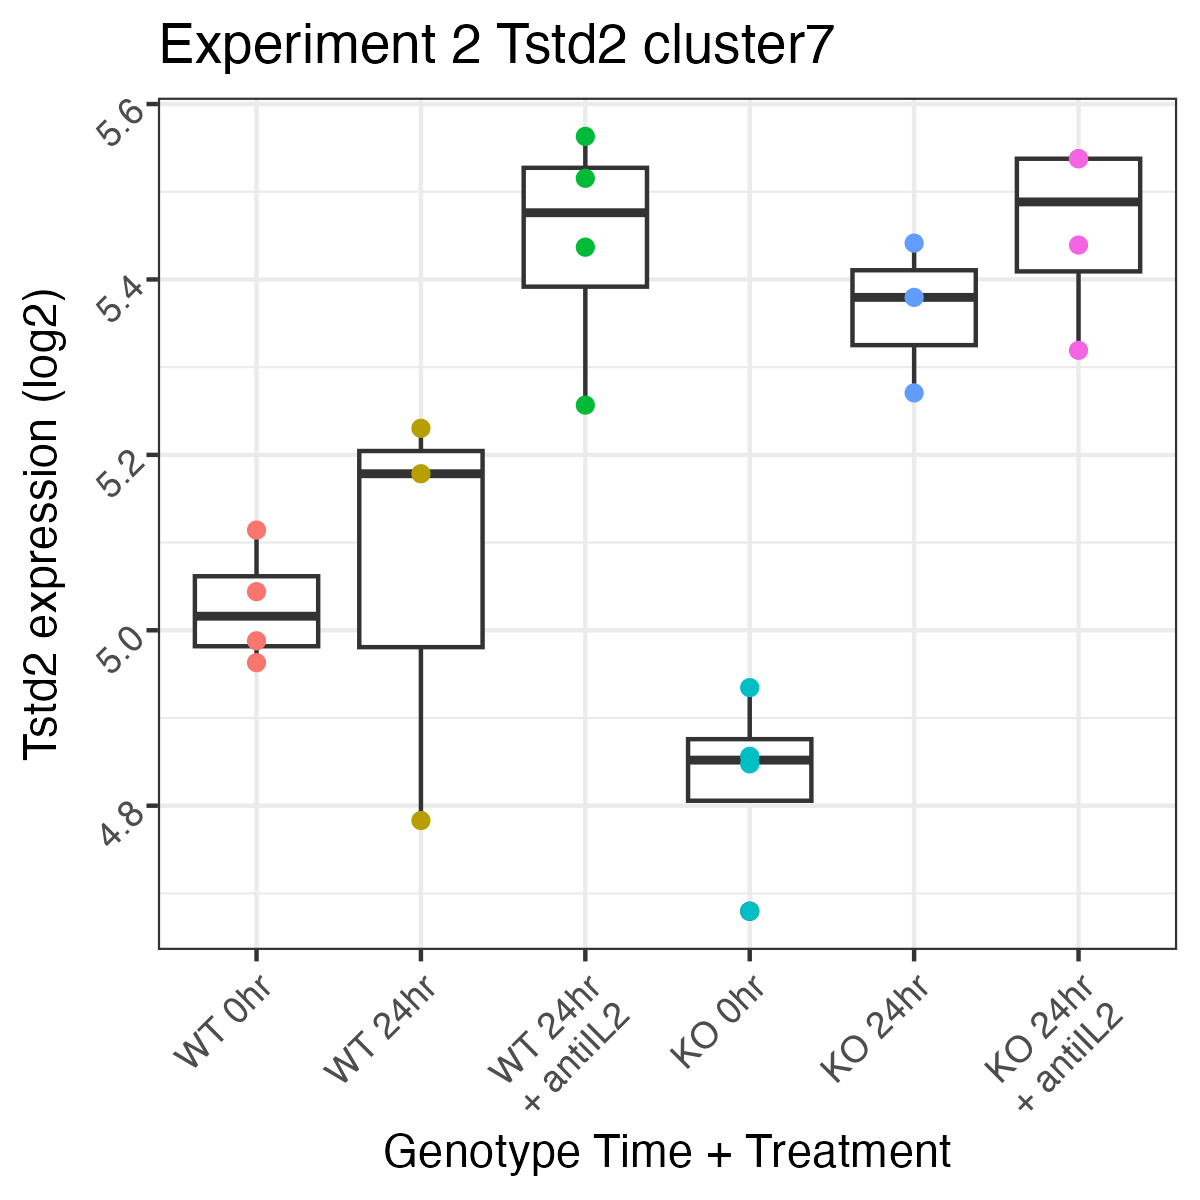 Experiment 2 Tstd2 cluster7
Tstd2 expression (log2)
5.6
5.4
5.2
5.0
4.8
WT 0hr
WT 24hr
WT 24hr
+ antiIL2
KO 0hr
KO 24hr
KO 24hr
+ antiIL2
Genotype Time + Treatment